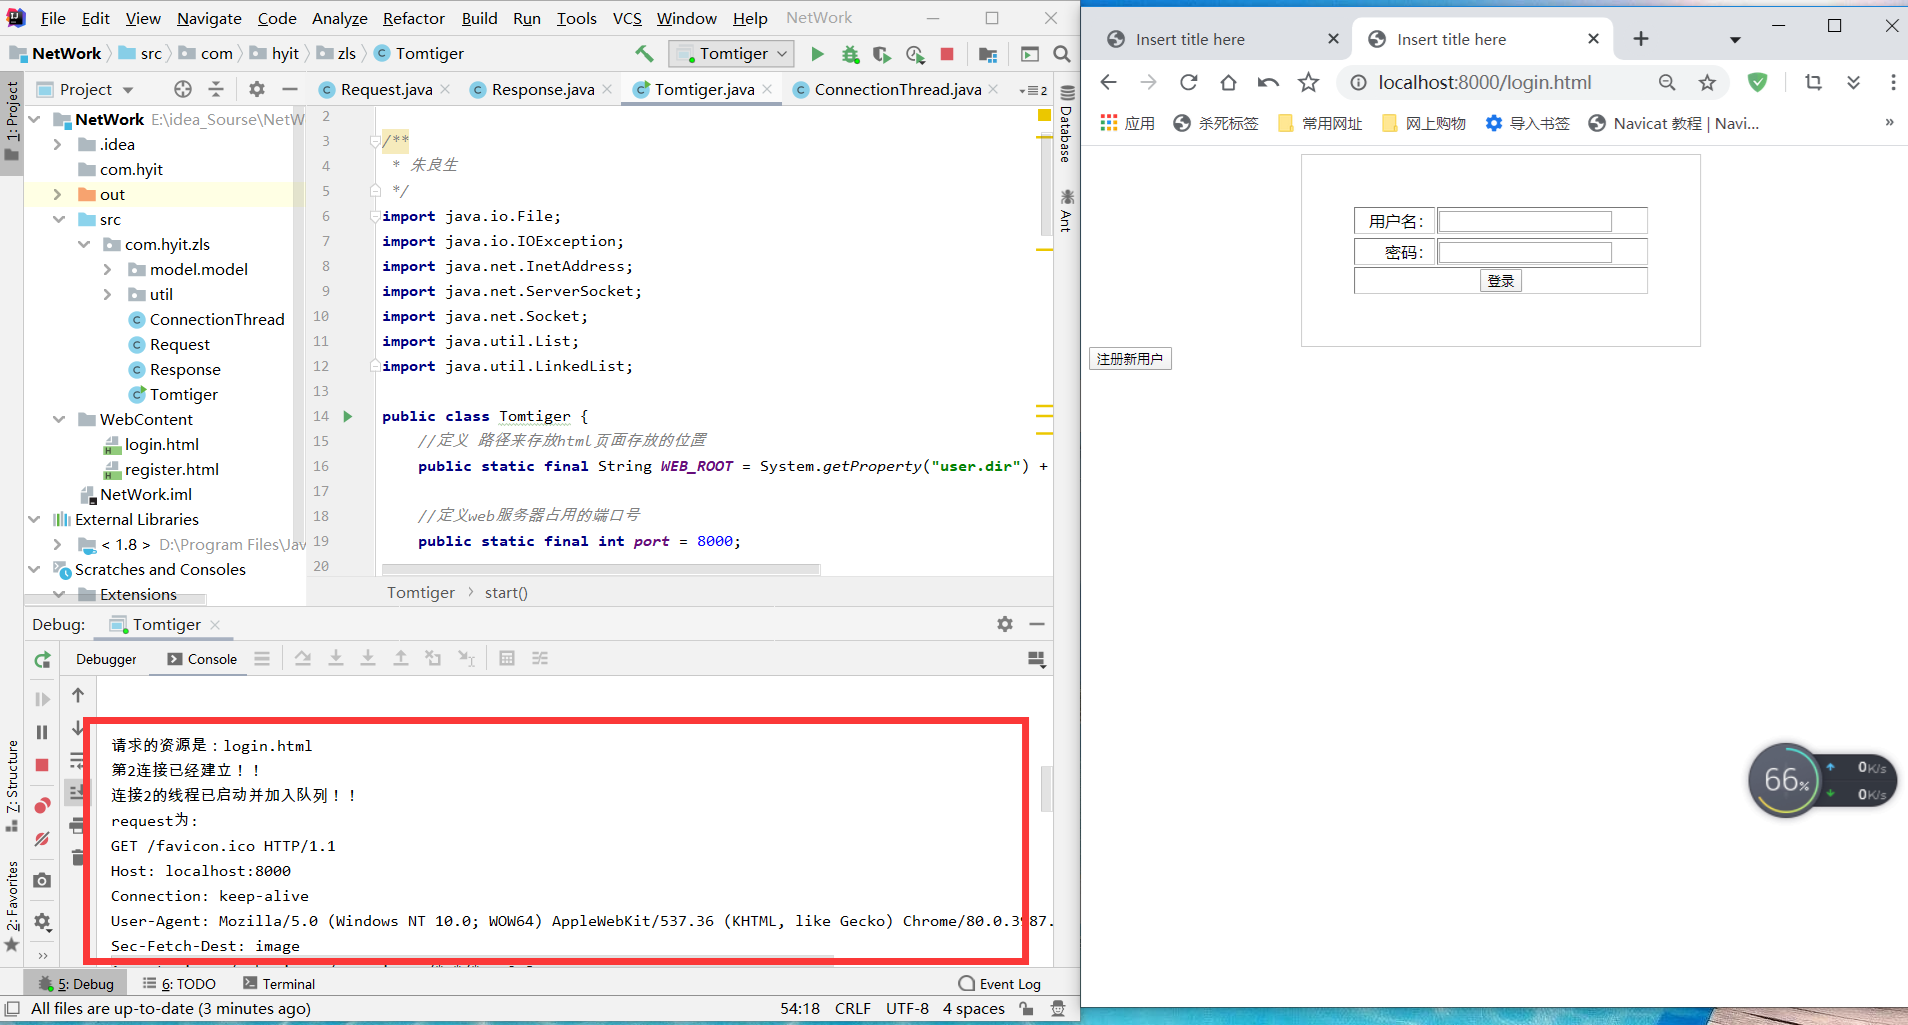 File Edit View Navigate Code Analyze Refactor Build Run Tools VCS Window Help NetWork
NetWork src com hyit zls Tomtiger
Tomtiger
1: Project
Project
Request.java Response.java Tomtiger.java ConnectionThread.java 2
NetWork E:\idea_Sourse\NetW
.idea
com.hyit
out
src
com.hyit.zls
model.model
util
ConnectionThread
Request
Response
Tomtiger
WebContent
login.html
register.html
NetWork.iml
External Libraries
< 1.8 > D:\Program Files\Jav
Scratches and Consoles
Extensions
2
3 /**
4 * 朱良生
5 */
6 import java.io.File;
7 import java.io.IOException;
8 import java.net.InetAddress;
9 import java.net.ServerSocket;
10 import java.net.Socket;
11 import java.util.List;
12 import java.util.LinkedList;
13
14 public class Tomtiger {
15 //定义 路径来存放html页面存放的位置
16 public static final String WEB_ROOT = System.getProperty("user.dir") +
17
18 //定义web服务器占用的端口号
19 public static final int port = 8000;
20
Tomtiger start()
Database
Ant
Debug: Tomtiger
Debugger Console
请求的资源是：login.html
第2连接已经建立！！
连接2的线程已启动并加入队列！！
request为:
GET /favicon.ico HTTP/1.1
Host: localhost:8000
Connection: keep-alive
User-Agent: Mozilla/5.0 (Windows NT 10.0; WOW64) AppleWebKit/537.36 (KHTML, like Gecko) Chrome/80.0.3987.
Sec-Fetch-Dest: image
7: Structure
2: Favorites
5: Debug 6: TODO Terminal Event Log
All files are up-to-date (3 minutes ago) 54:18 CRLF UTF-8 4 spaces
Insert title here Insert title here
localhost:8000/login.html
应用 杀死标签 常用网址 网上购物 导入书签 Navicat 教程 | Navi...
用户名：
密码：
登录
注册新用户
66%
0K/s
0K/s